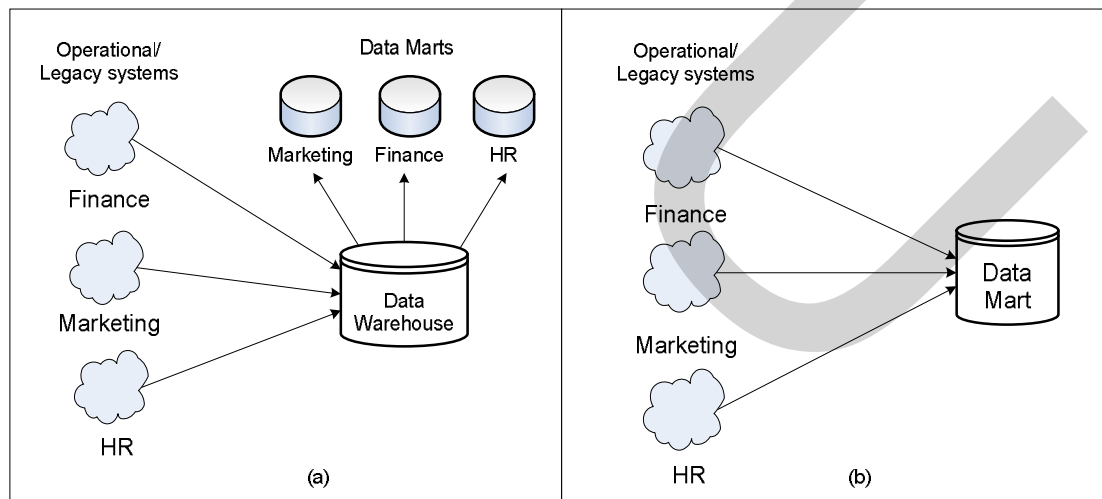 Operational/
Legacy systems
Finance
Marketing
HR
Data Marts
Marketing
Finance
HR
Data
Warehouse
(a)
Operational/
Legacy systems
Finance
Marketing
HR
Data
Mart
(b)